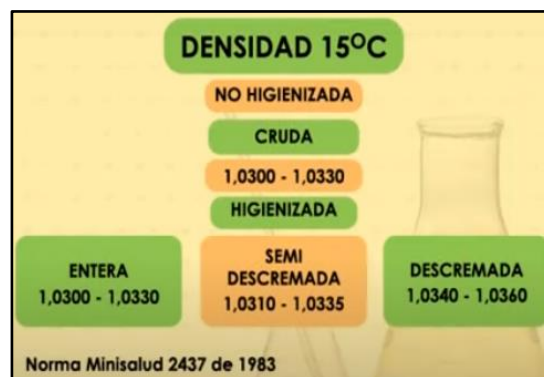 DENSIDAD 15ºC
NO HIGIENIZADA
CRUDA
1,0300 - 1,0330
HIGIENIZADA
ENTERA
1,0300 - 1,0330
SEMI
DESCREMADA
1,0310 - 1,0335
DESCREMADA
1,0340 - 1,0360
Norma Minisalud 2437 de 1983